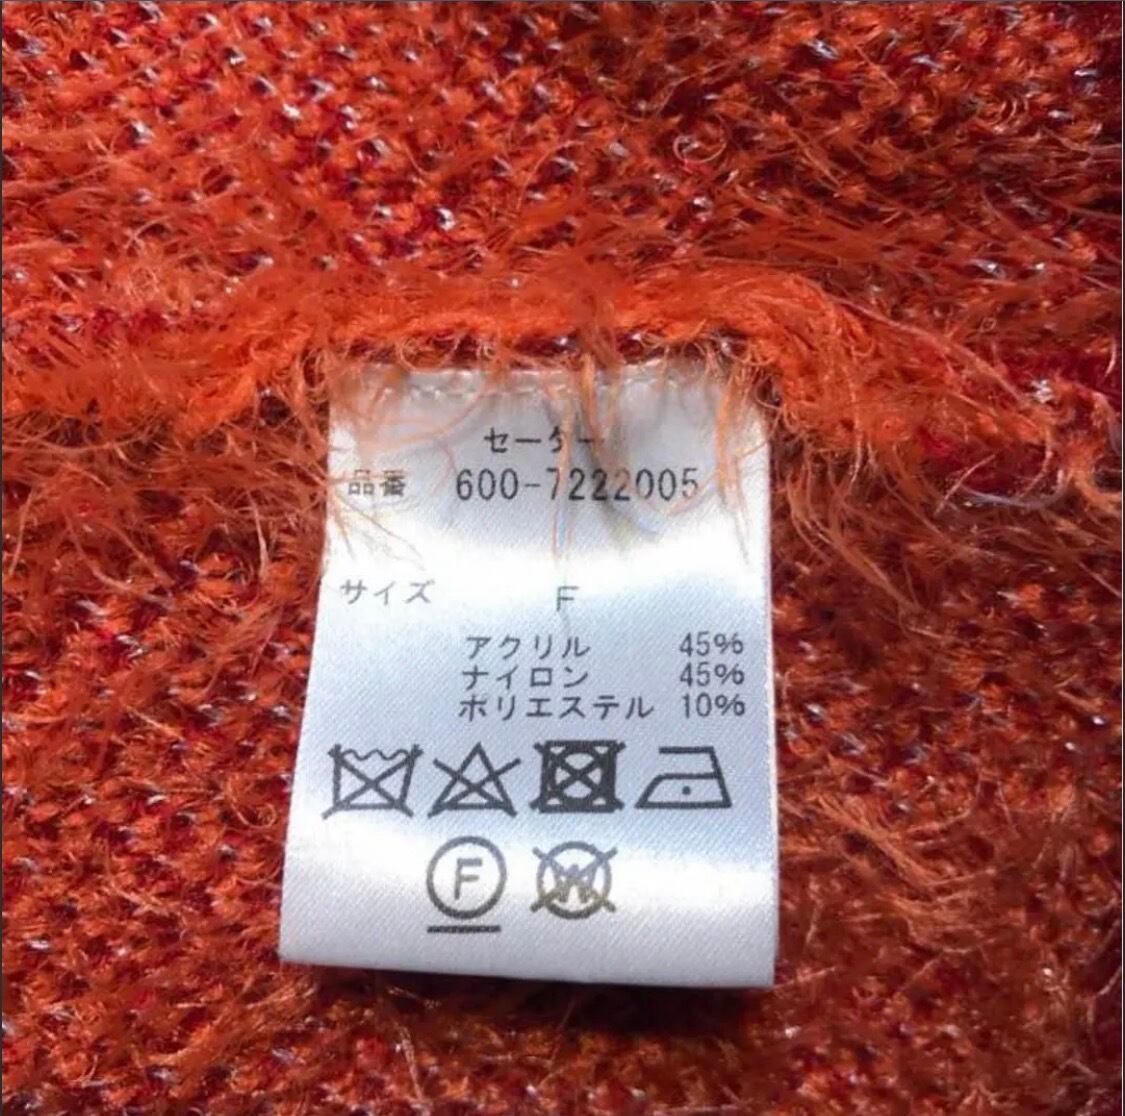 セーター
品番 600-7222005
サイズ F
アクリル 45%
ナイロン 45%
ポリエステル 10%
F W